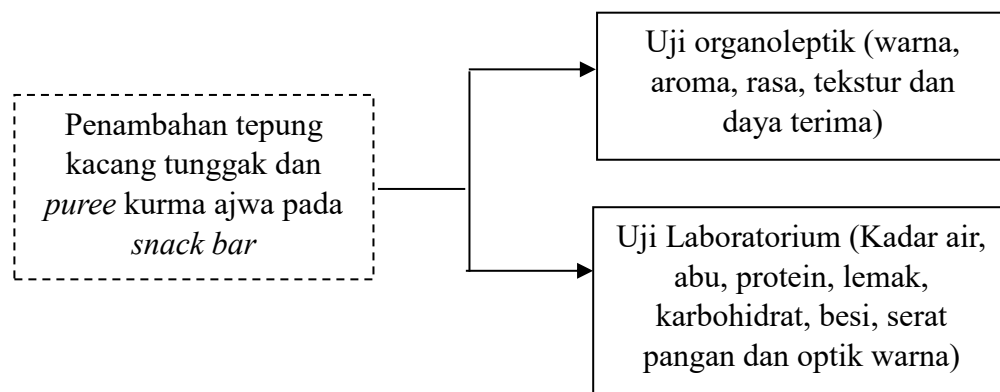 Penambahan tepung
kacang tunggak dan
puree kurma ajwa pada
snack bar
Uji organoleptik (warna,
aroma, rasa, tekstur dan
daya terima)
Uji Laboratorium (Kadar air,
abu, protein, lemak,
karbohidrat, besi, serat
pangan dan optik warna)